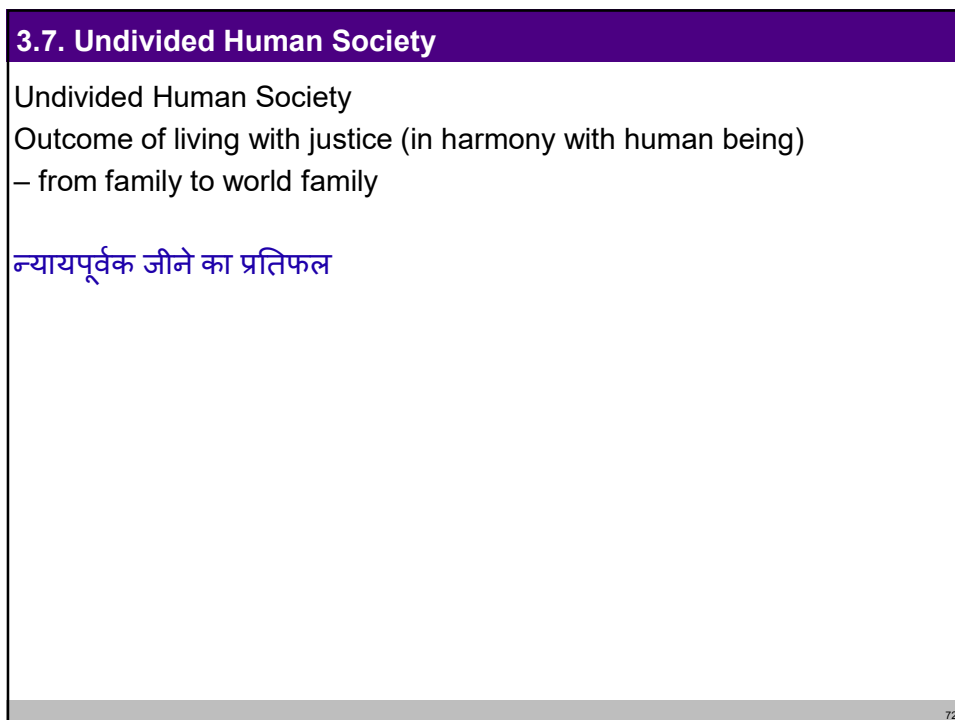 3.7. Undivided Human Society
Undivided Human Society
Outcome of living with justice (in harmony with human being)
– from family to world family
न्यायपूर्वक जीने का प्रतिफल
72